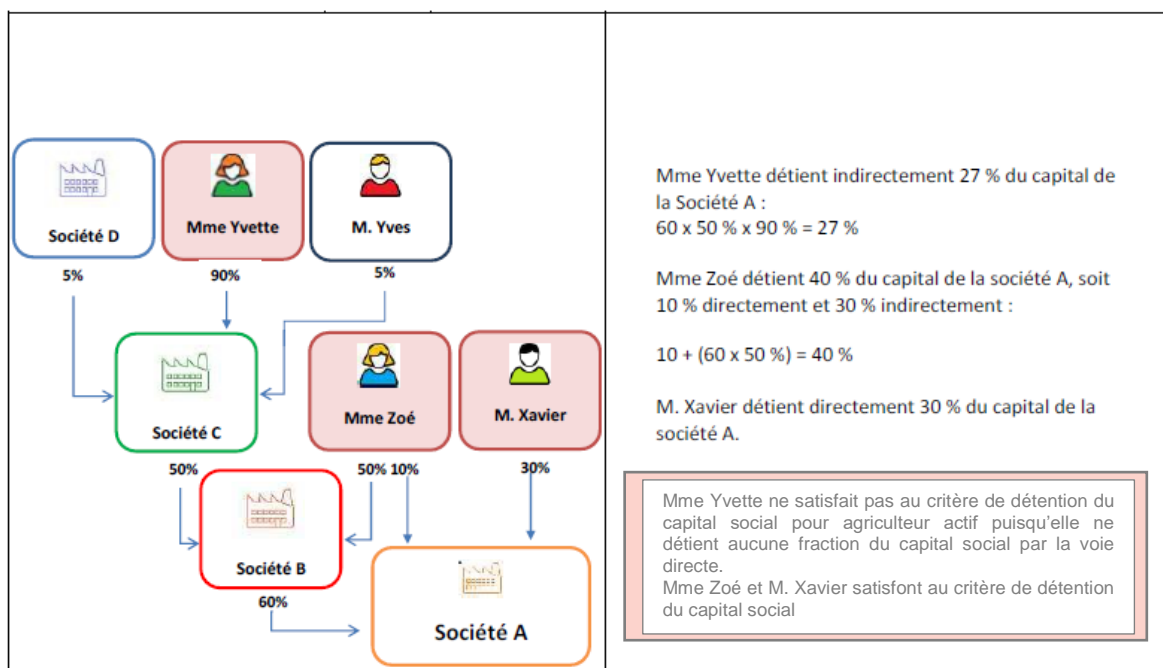 Société D
Mme Yvette
M. Yves
5%
90%
5%
Société C
Mme Zoé
M. Xavier
50%
50% 10%
30%
Société B
60%
Société A
Mme Yvette détient indirectement 27 % du capital de
la Société A :
60 x 50 % x 90 % = 27 %
Mme Zoé détient 40 % du capital de la société A, soit
10 % directement et 30 % indirectement :
10 + (60 x 50 %) = 40 %
M. Xavier détient directement 30 % du capital de la
société A.
Mme Yvette ne satisfait pas au critère de détention du
capital social pour agriculteur actif puisqu’elle ne
détient aucune fraction du capital social par la voie
directe.
Mme Zoé et M. Xavier satisfont au critère de détention
du capital social